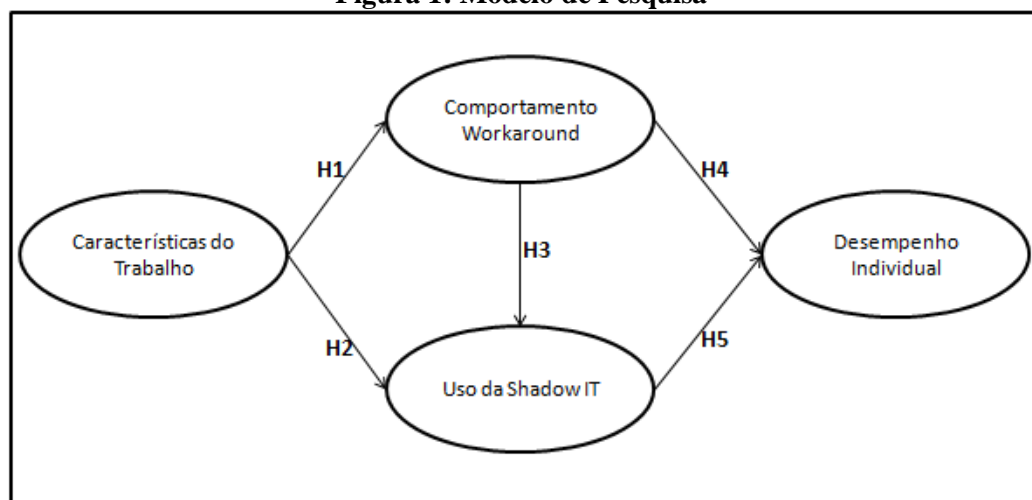 Figura 1: Modelo de Pesquisa
Comportamento
Workaround
H1
H4
Características do
Trabalho
H3
Desempenho
Individual
H2
H5
Uso da Shadow IT